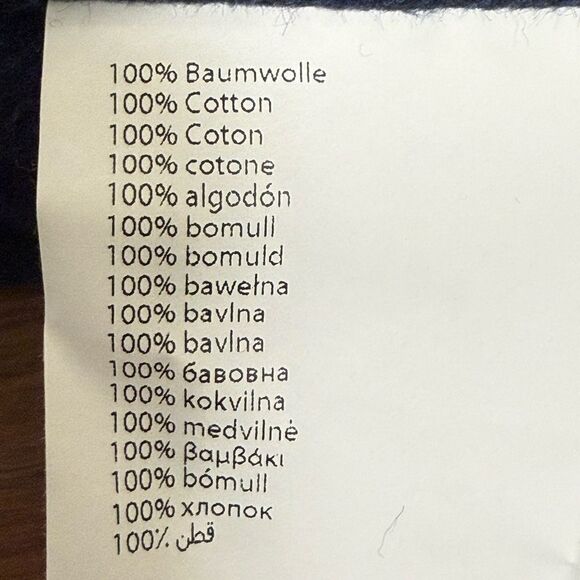 100% Baumwolle
100% Cotton
100% Coton
100% cotone
100% algodón
100% bomull
100% bomuld
100% bawełna
100% bavlna
100% bavlna
100% бавовна
100% kokvilna
100% medvilnė
100% βαμβάκι
100% bómull
100% хлопок
100٪ قطن